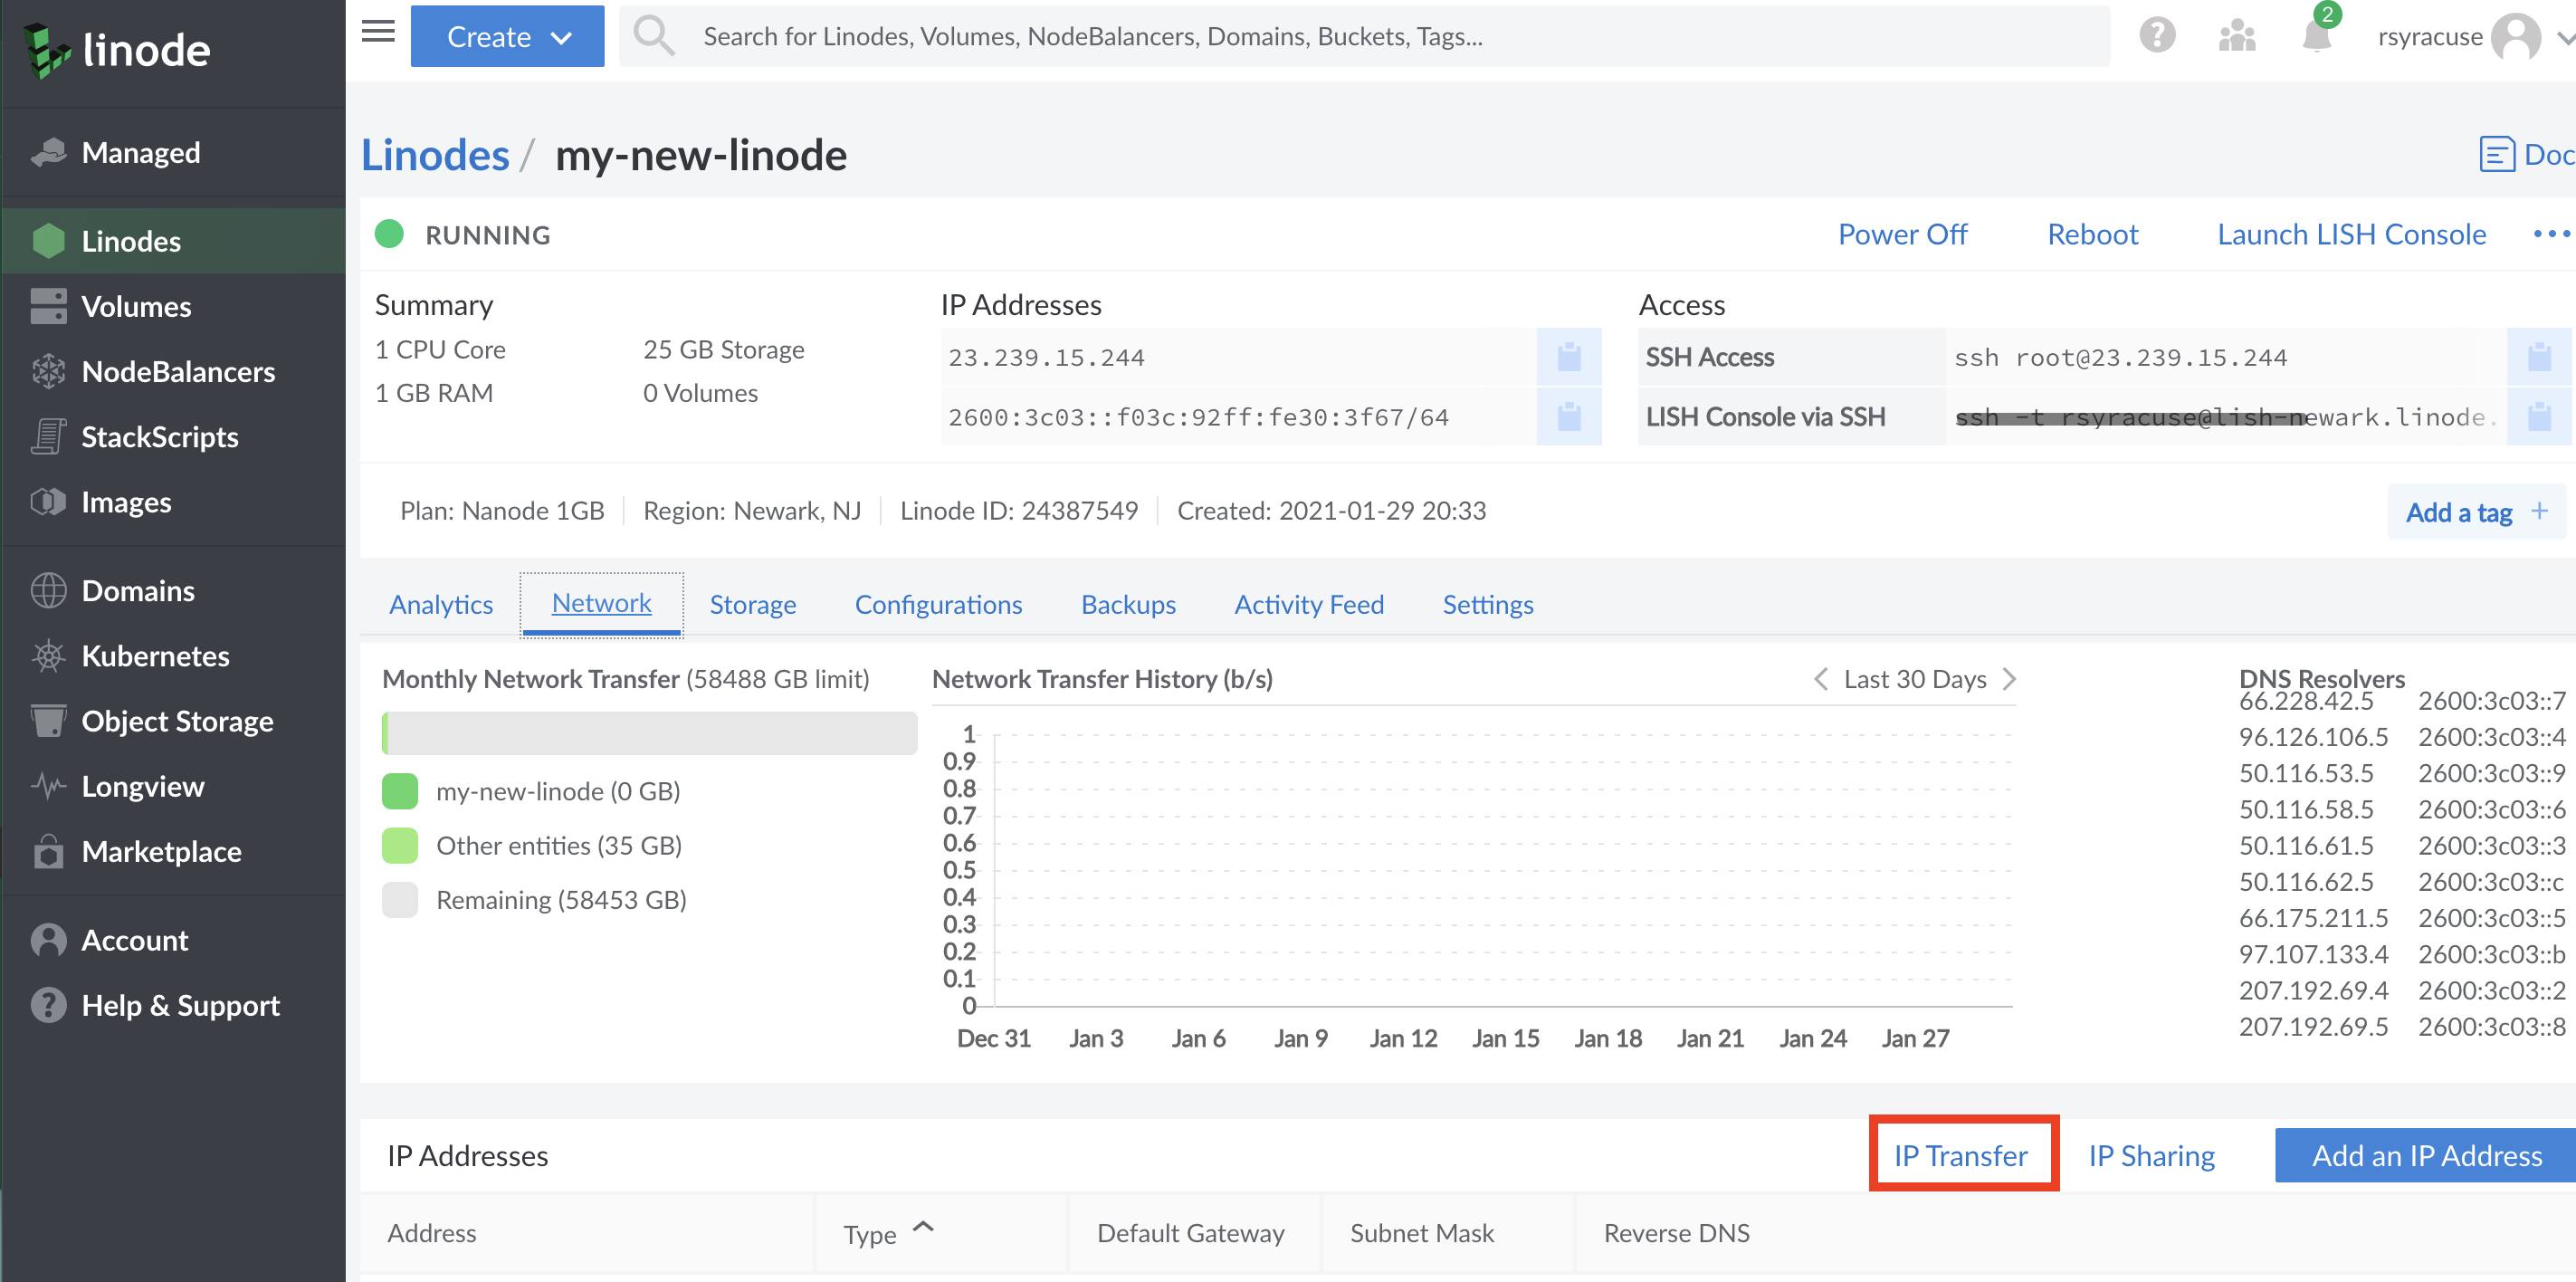 linode
Create
Search for Linodes, Volumes, NodeBalancers, Domains, Buckets, Tags...
2
rsyracuse
Managed
Linodes
Volumes
NodeBalancers
StackScripts
Images
Domains
Kubernetes
Object Storage
Longview
Marketplace
Account
Help & Support
Linodes / my-new-linode
Doc
RUNNING
Power Off Reboot Launch LISH Console
Summary
1 CPU Core 25 GB Storage
1 GB RAM 0 Volumes
IP Addresses
23.239.15.244
2600:3c03::f03c:92ff:fe30:3f67/64
Access
SSH Access ssh root@23.239.15.244
LISH Console via SSH ssh -t rsyracuse@lish-newark.linode.
Plan: Nanode 1GB Region: Newark, NJ Linode ID: 24387549 Created: 2021-01-29 20:33
Add a tag +
Analytics Network Storage Configurations Backups Activity Feed Settings
Monthly Network Transfer (58488 GB limit)
my-new-linode (0 GB)
Other entities (35 GB)
Remaining (58453 GB)
Network Transfer History (b/s)
Last 30 Days
1
0.9
0.8
0.7
0.6
0.5
0.4
0.3
0.2
0.1
0
Dec 31 Jan 3 Jan 6 Jan 9 Jan 12 Jan 15 Jan 18 Jan 21 Jan 24 Jan 27
DNS Resolvers
66.228.42.5 2600:3c03::7
96.126.106.5 2600:3c03::4
50.116.53.5 2600:3c03::9
50.116.58.5 2600:3c03::6
50.116.61.5 2600:3c03::3
50.116.62.5 2600:3c03::c
66.175.211.5 2600:3c03::5
97.107.133.4 2600:3c03::b
207.192.69.4 2600:3c03::2
207.192.69.5 2600:3c03::8
IP Addresses
IP Transfer IP Sharing Add an IP Address
Address Type Default Gateway Subnet Mask Reverse DNS